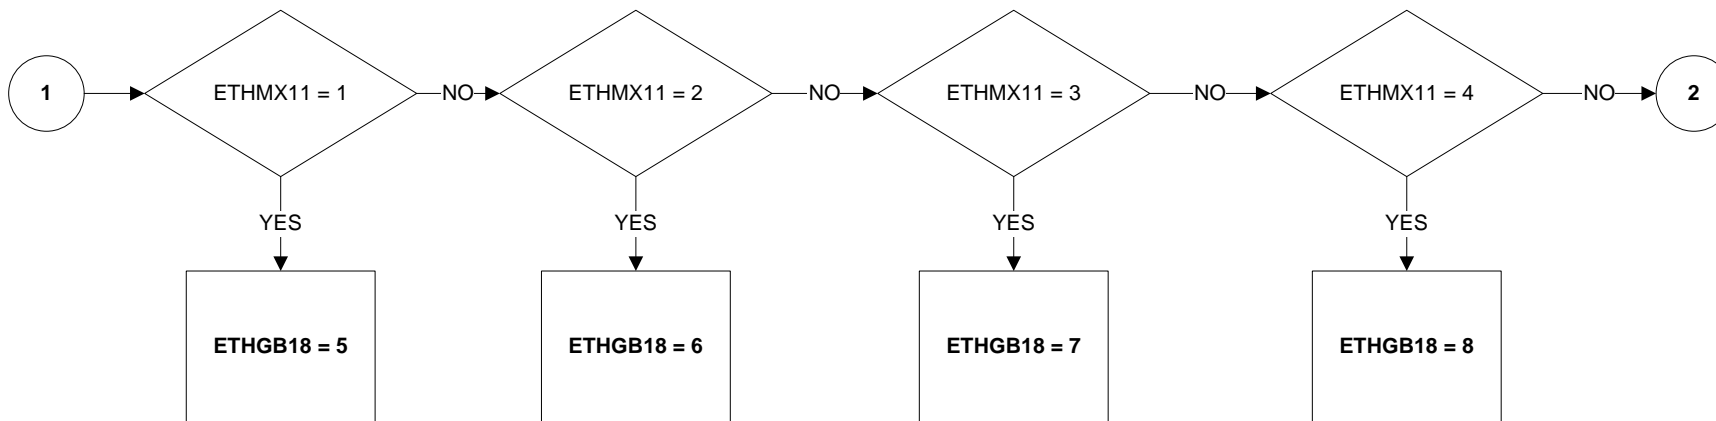 1
ETHMX11 = 1
NO
ETHMX11 = 2
NO
ETHMX11 = 3
NO
ETHMX11 = 4
NO
2
YES
YES
YES
YES
ETHGB18 = 5
ETHGB18 = 6
ETHGB18 = 7
ETHGB18 = 8